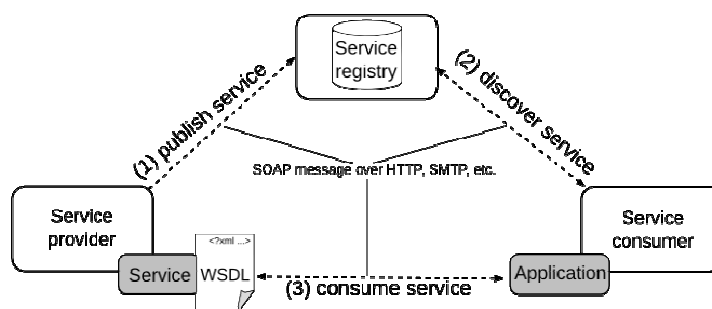 Service
registry
(1) publish service
(2) discover service
SOAP message over HTTP, SMTP, etc.
Service
provider
Service
consumer
<?xml ...>
Service
WSDL
Application
(3) consume service